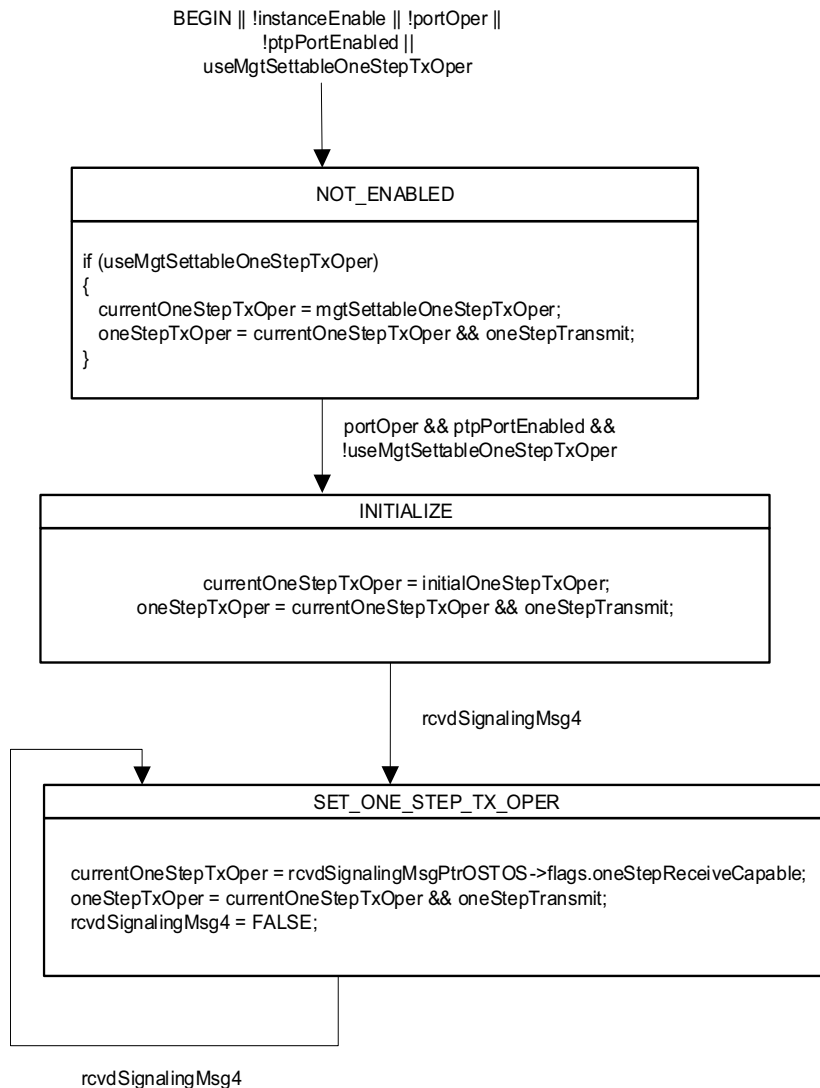 BEGIN || !instanceEnable || !portOper ||
!ptpPortEnabled ||
useMgtSettableOneStepTxOper
NOT_ENABLED
if (useMgtSettableOneStepTxOper)
{
currentOneStepTxOper = mgtSettableOneStepTxOper;
oneStepTxOper = currentOneStepTxOper && oneStepTransmit;
}
portOper && ptpPortEnabled &&
!useMgtSettableOneStepTxOper
INITIALIZE
currentOneStepTxOper = initialOneStepTxOper;
oneStepTxOper = currentOneStepTxOper && oneStepTransmit;
rcvdSignalingMsg4
SET_ONE_STEP_TX_OPER
currentOneStepTxOper = rcvdSignalingMsgPtrOSTOS->flags.oneStepReceiveCapable;
oneStepTxOper = currentOneStepTxOper && oneStepTransmit;
rcvdSignalingMsg4 = FALSE;
rcvdSignalingMsg4